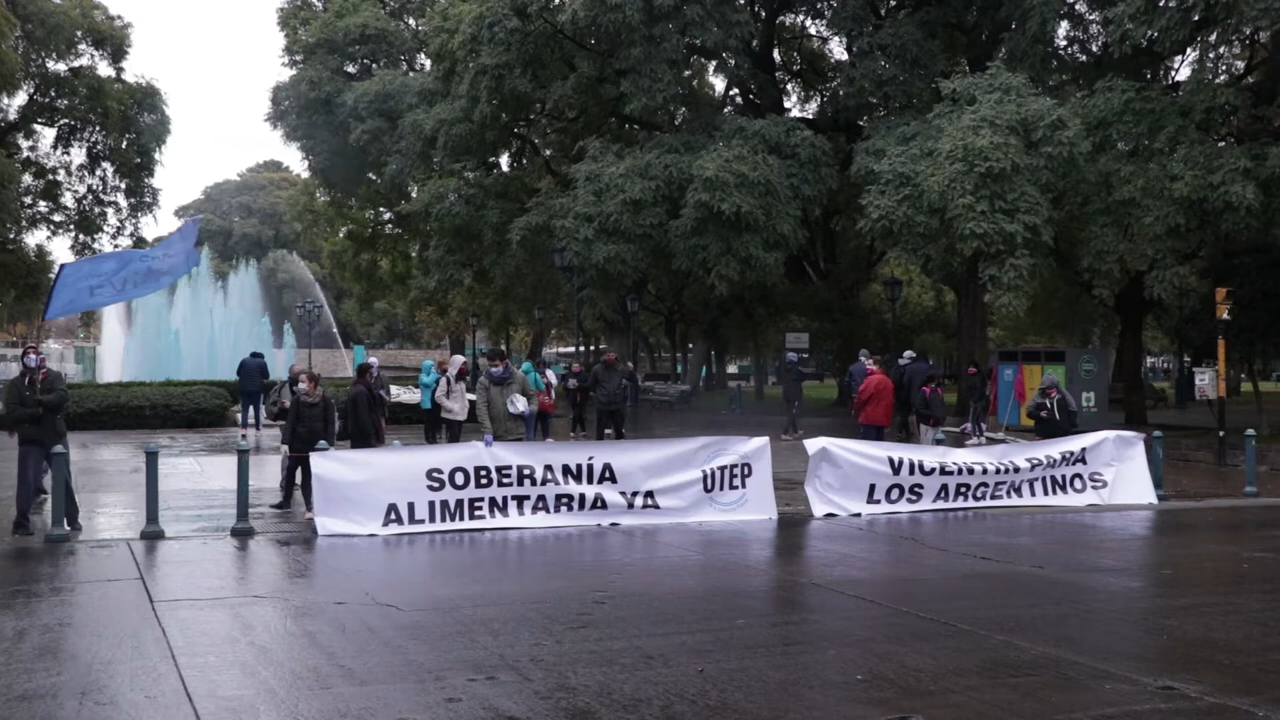 SOBERANÍA
ALIMENTARIA YA
UTEP
VICENTIN PARA
LOS ARGENTINOS